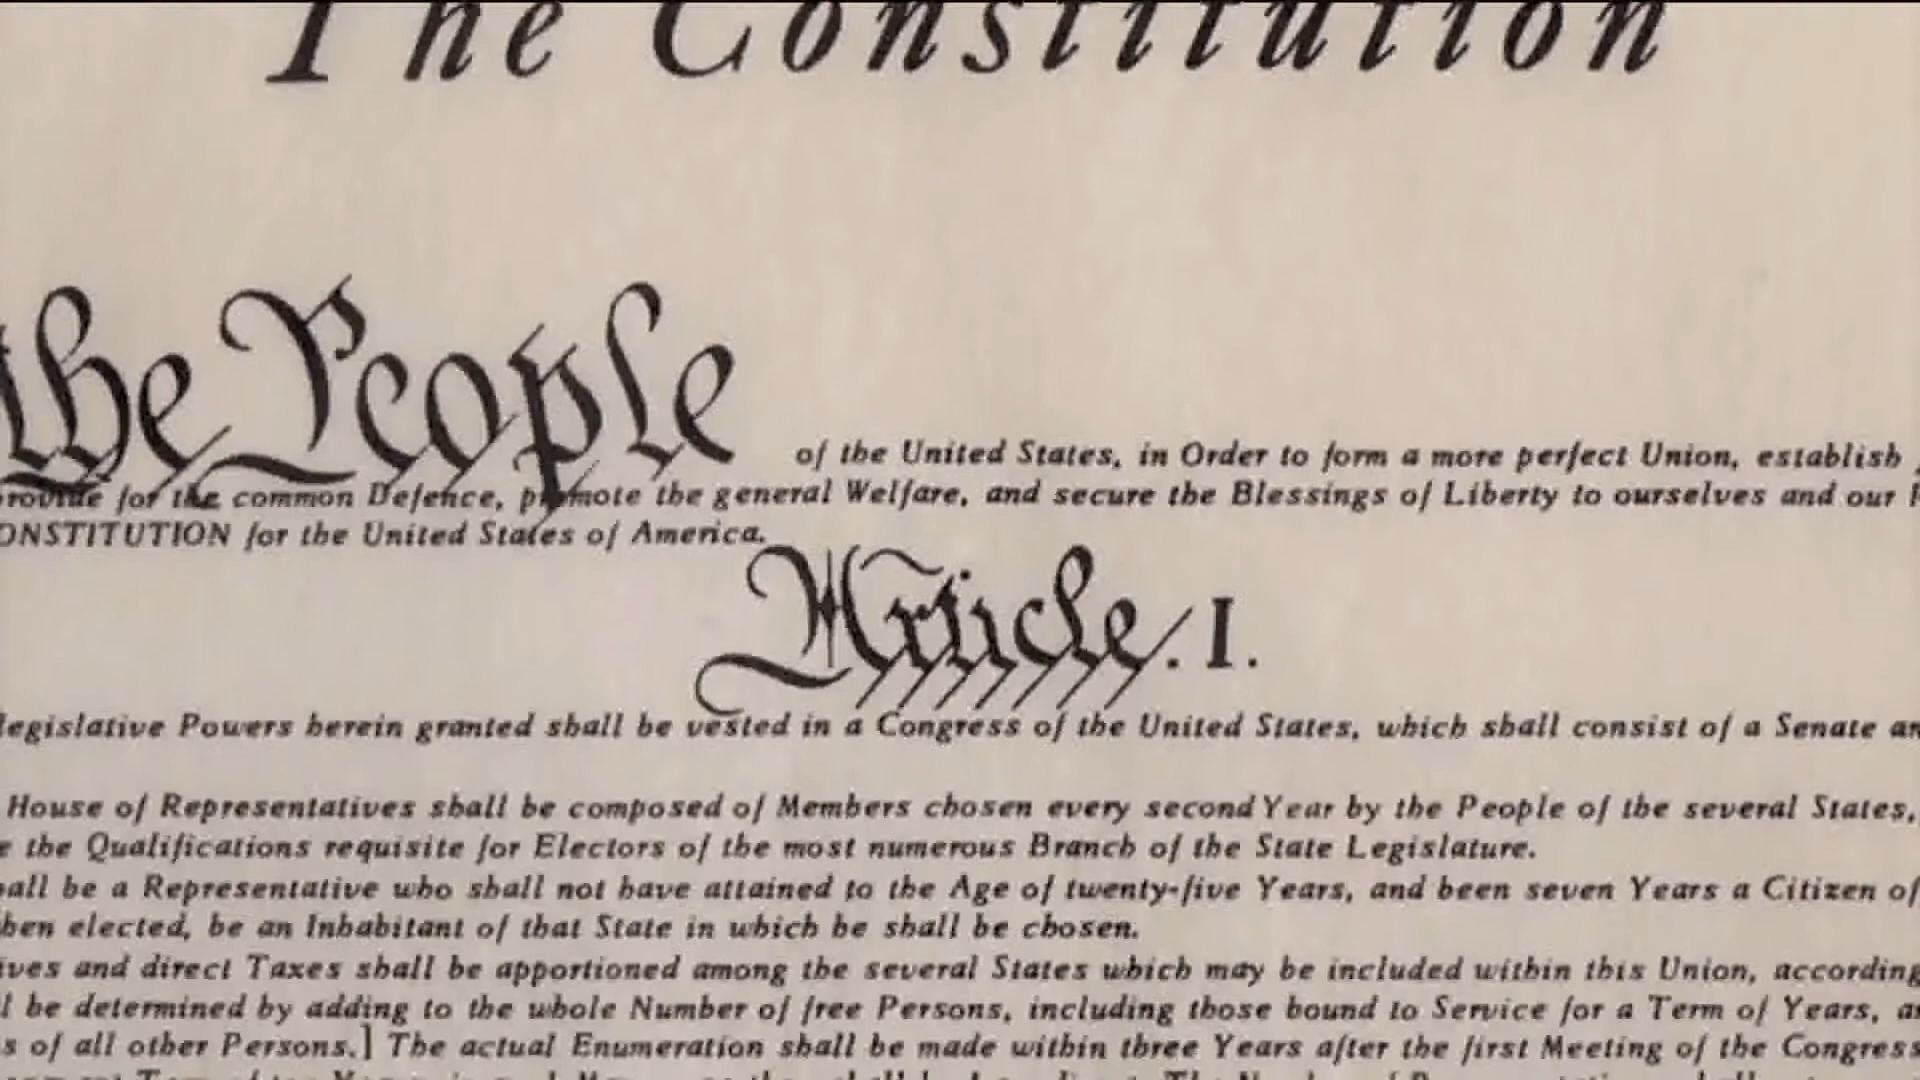 The Constitution
the People
of the United States, in Order to form a more perfect Union, establish
provide for the common Defence, promote the general Welfare, and secure the Blessings of Liberty to ourselves and our
ONSTITUTION for the United States of America.
Article. I.
legislative Powers herein granted shall be vested in a Congress of the United States, which shall consist of a Senate an
House of Representatives shall be composed of Members chosen every second Year by the People of the several States,
e the Qualifications requisite for Electors of the most numerous Branch of the State Legislature.
hall be a Representative who shall not have attained to the Age of twenty-five Years, and been seven Years a Citizen of
hen elected, be an Inhabitant of that State in which he shall be chosen.
ives and direct Taxes shall be apportioned among the several States which may be included within this Union, according
l be determined by adding to the whole Number of free Persons, including those bound to Service for a Term of Years, a
s of all other Persons.] The actual Enumeration shall be made within three Years after the first Meeting of the Congress